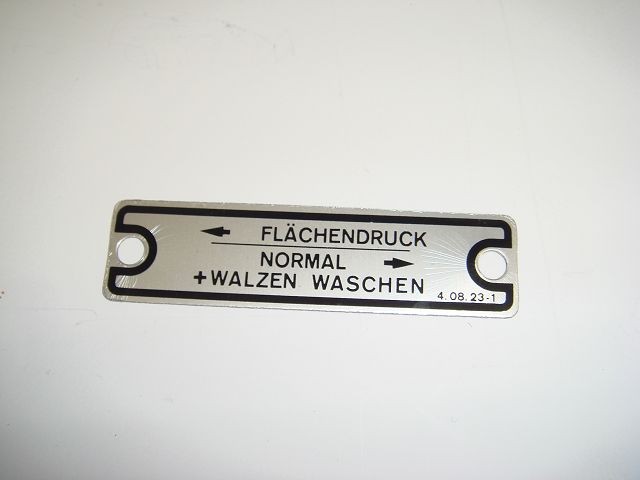 ← FLÄCHENDRUCK
NORMAL →
+ WALZEN WASCHEN
4.08.23-1